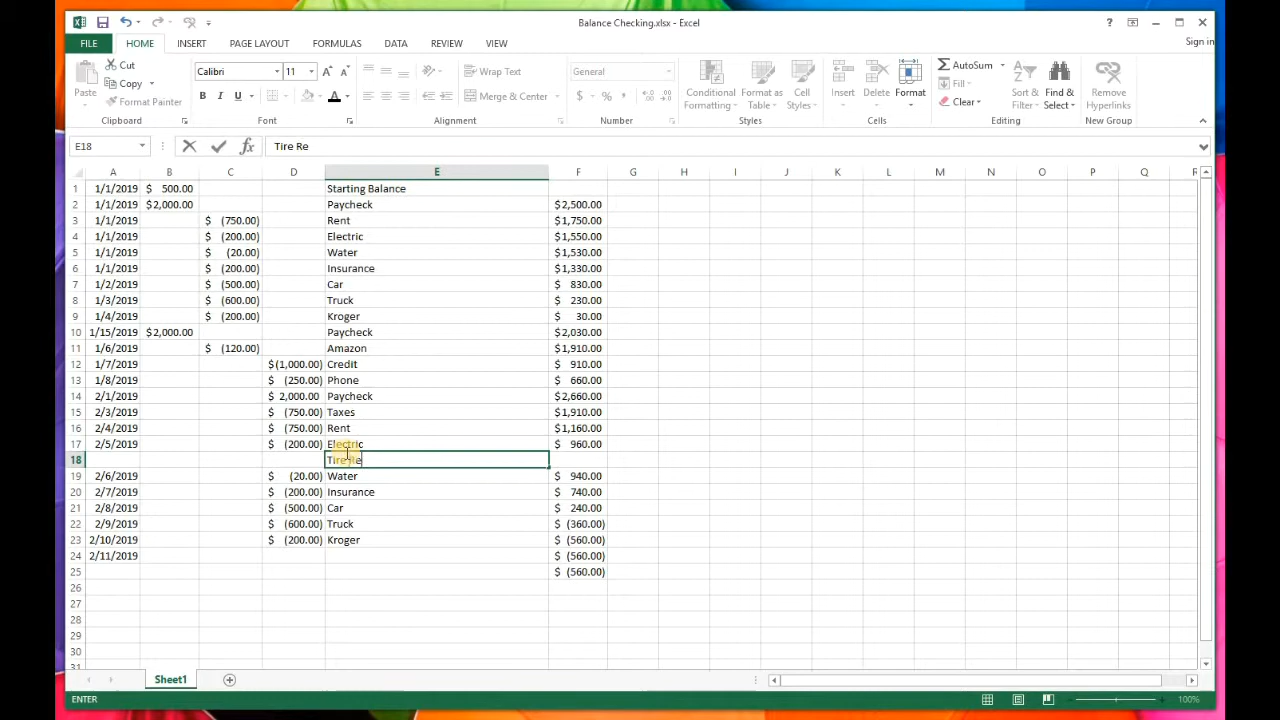 Balance Checking.xlsx - Excel
FILE HOME INSERT PAGE LAYOUT FORMULAS DATA REVIEW VIEW Sign in
Paste Cut Copy Format Painter Clipboard
Calibri 11 B I U A Font
Wrap Text Merge & Center Alignment
General $ % Number
Conditional Formatting Format as Table Cell Styles Styles
Insert Delete Format Cells
AutoSum Fill Clear Sort & Filter Find & Select Editing
Remove Hyperlinks New Group
E18 fx Tire Re
A B C D E F G H I J K L M N O P Q R
1 1/1/2019 $ 500.00 Starting Balance
2 1/1/2019 $2,000.00 Paycheck $2,500.00
3 1/1/2019 $ (750.00) Rent $1,750.00
4 1/1/2019 $ (200.00) Electric $1,550.00
5 1/1/2019 $ (20.00) Water $1,530.00
6 1/1/2019 $ (200.00) Insurance $1,330.00
7 1/2/2019 $ (500.00) Car $ 830.00
8 1/3/2019 $ (600.00) Truck $ 230.00
9 1/4/2019 $ (200.00) Kroger $ 30.00
10 1/15/2019 $2,000.00 Paycheck $2,030.00
11 1/6/2019 $ (120.00) Amazon $1,910.00
12 1/7/2019 $(1,000.00) Credit $ 910.00
13 1/8/2019 $ (250.00) Phone $ 660.00
14 2/1/2019 $ 2,000.00 Paycheck $2,660.00
15 2/3/2019 $ (750.00) Taxes $1,910.00
16 2/4/2019 $ (750.00) Rent $1,160.00
17 2/5/2019 $ (200.00) Electric $ 960.00
18 Tire Re
19 2/6/2019 $ (20.00) Water $ 940.00
20 2/7/2019 $ (200.00) Insurance $ 740.00
21 2/8/2019 $ (500.00) Car $ 240.00
22 2/9/2019 $ (600.00) Truck $ (360.00)
23 2/10/2019 $ (200.00) Kroger $ (560.00)
24 2/11/2019 $ (560.00)
25 $ (560.00)
26
27
28
29
30
31
Sheet1
ENTER 100%